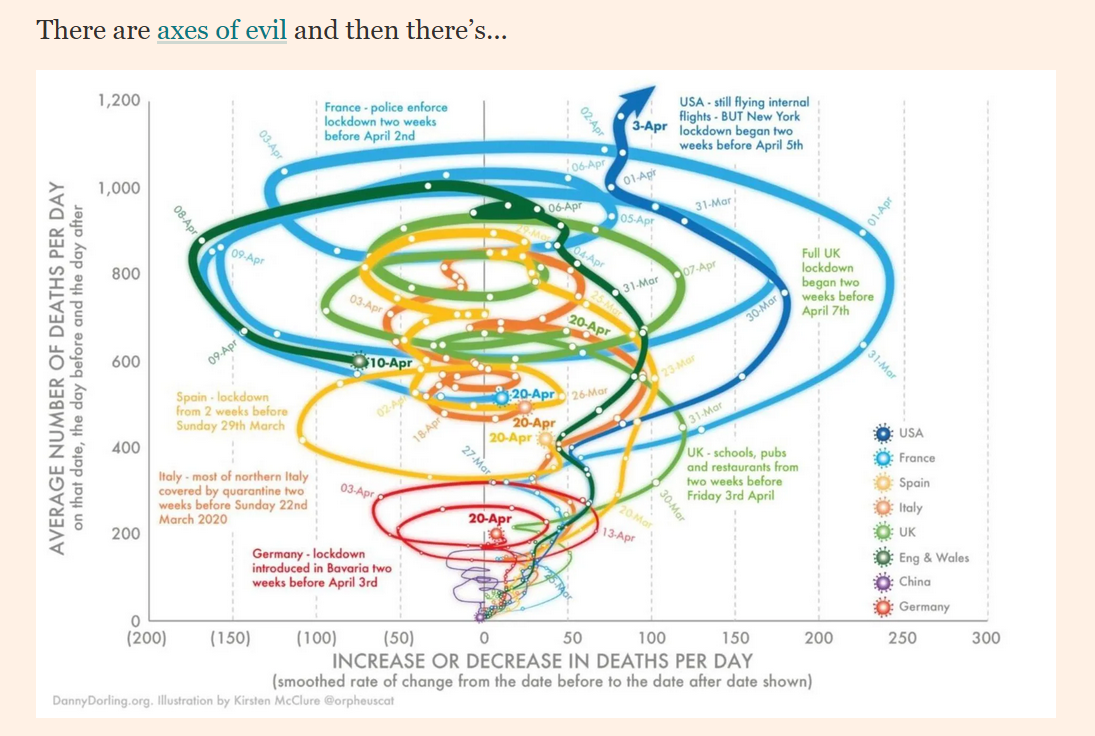 There are axes of evil and then there's...
AVERAGE NUMBER OF DEATHS PER DAY
on that date, the day before and the day after
1,200
1,000
800
600
400
200
0
France - police enforce
lockdown two weeks
before April 2nd
03-Apr
02-Apr
3-Apr
USA - still flying internal
flights - BUT New York
lockdown began two
weeks before April 5th
06-Apr
01-Apr
31-Mar
01-Apr
08-Apr
06-Apr
05-Apr
09-Apr
29-Mar
04-Apr
07-Apr
31-Mar
Full UK
lockdown
began two
weeks before
April 7th
03-Apr
25-Mar
30-Mar
20-Apr
09-Apr
10-Apr
23-Mar
31-Mar
Spain - lockdown
from 2 weeks before
Sunday 29th March
02-Apr
20-Apr
26-Mar
18-Apr
20-Apr
20-Apr
31-Mar
27-Mar
UK - schools, pubs
and restaurants from
two weeks before
Friday 3rd April
30-Mar
Italy - most of northern Italy
covered by quarantine two
weeks before Sunday 22nd
March 2020
03-Apr
20-Apr
20-Mar
13-Apr
Germany - lockdown
introduced in Bavaria two
weeks before April 3rd
USA
France
Spain
Italy
UK
Eng & Wales
China
Germany
(200)
(150)
(100)
(50)
0
50
100
150
200
250
300
INCREASE OR DECREASE IN DEATHS PER DAY
(smoothed rate of change from the date before to the date after date shown)
DannyDorling.org. Illustration by Kirsten McClure @orpheuscat